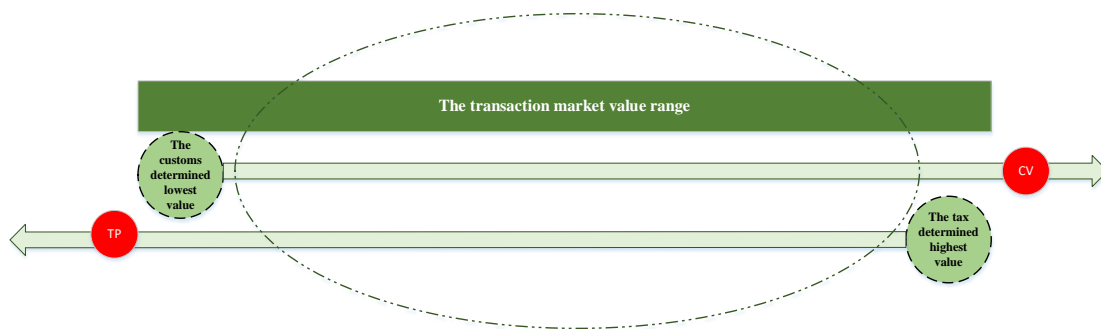 The transaction market value range
The
customs
determined
lowest
value
CV
TP
The tax
determined
highest
value